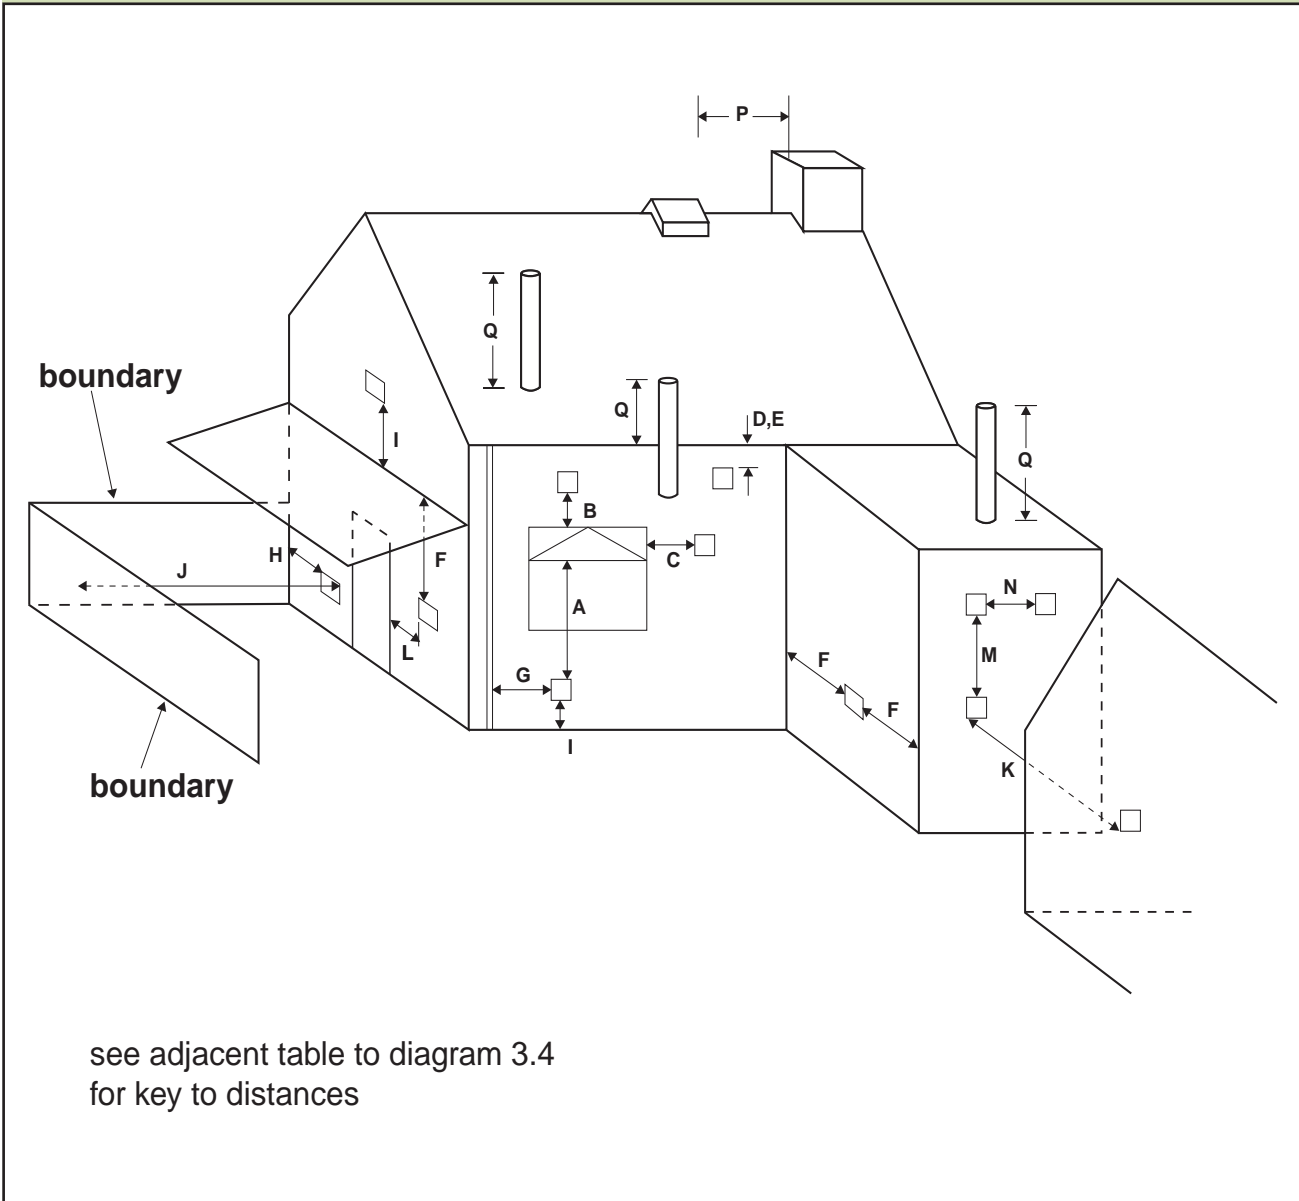 P
Q
boundary
Q
D,E
I
Q
B
H
F
C
J
A
N
L
M
G
F
F
I
K
boundary
see adjacent table to diagram 3.4
for key to distances